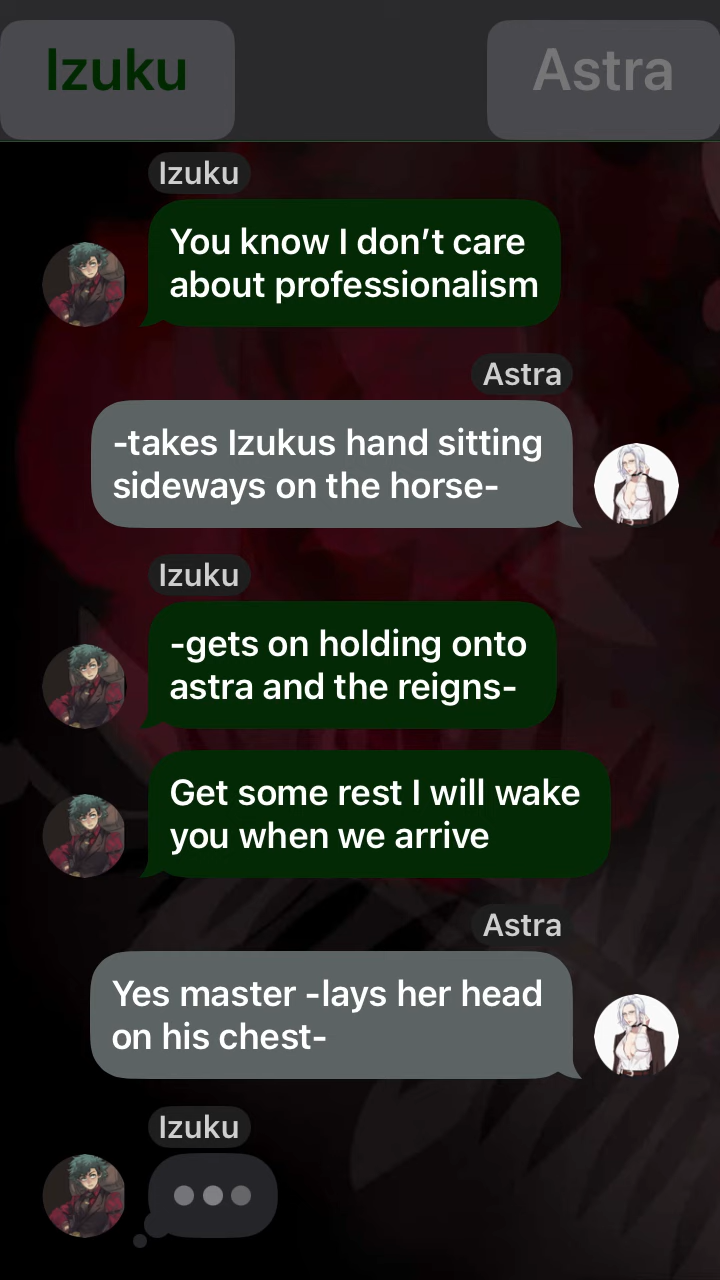 Izuku
Astra
Izuku
You know I don’t care
about professionalism
Astra
-takes Izukus hand sitting
sideways on the horse-
Izuku
-gets on holding onto
astra and the reigns-
Get some rest I will wake
you when we arrive
Astra
Yes master -lays her head
on his chest-
Izuku